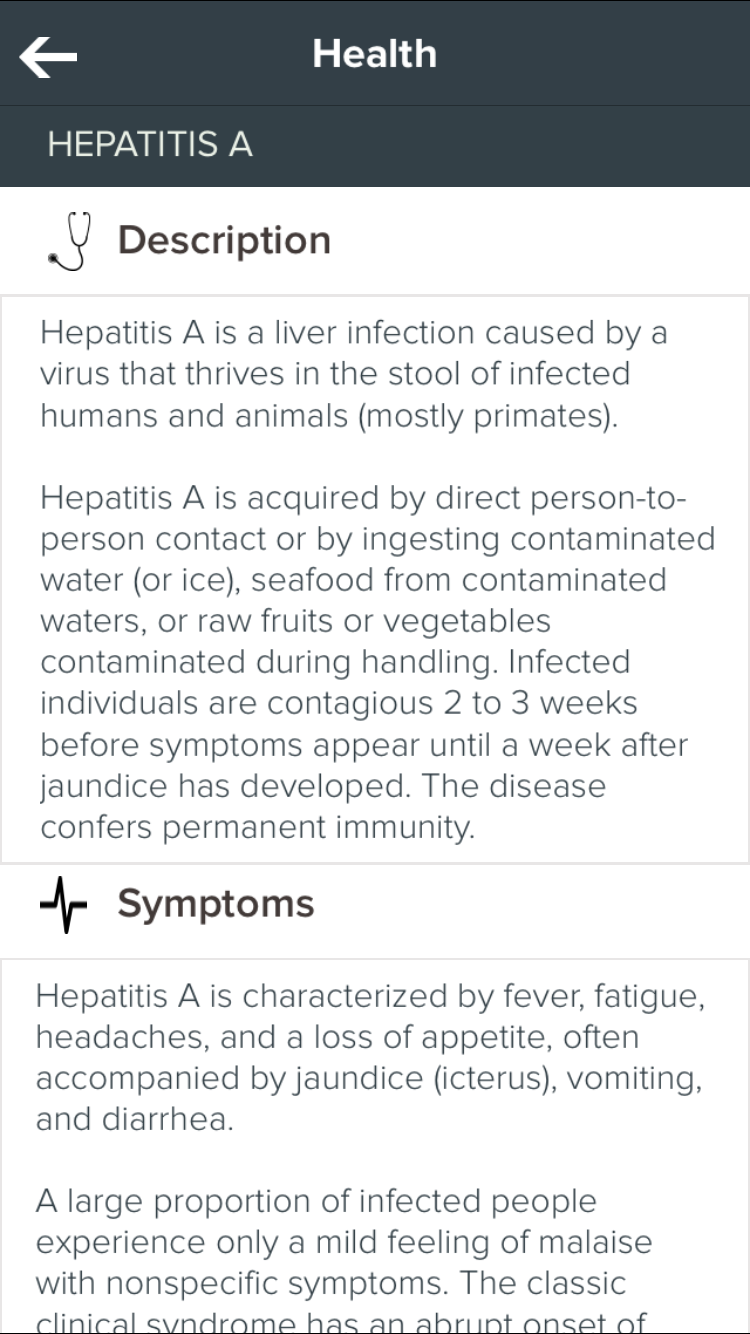 Health
HEPATITIS A
Description
Hepatitis A is a liver infection caused by a
virus that thrives in the stool of infected
humans and animals (mostly primates).
Hepatitis A is acquired by direct person-to-
person contact or by ingesting contaminated
water (or ice), seafood from contaminated
waters, or raw fruits or vegetables
contaminated during handling. Infected
individuals are contagious 2 to 3 weeks
before symptoms appear until a week after
jaundice has developed. The disease
confers permanent immunity.
Symptoms
Hepatitis A is characterized by fever, fatigue,
headaches, and a loss of appetite, often
accompanied by jaundice (icterus), vomiting,
and diarrhea.
A large proportion of infected people
experience only a mild feeling of malaise
with nonspecific symptoms. The classic
clinical syndrome has an abrupt onset of